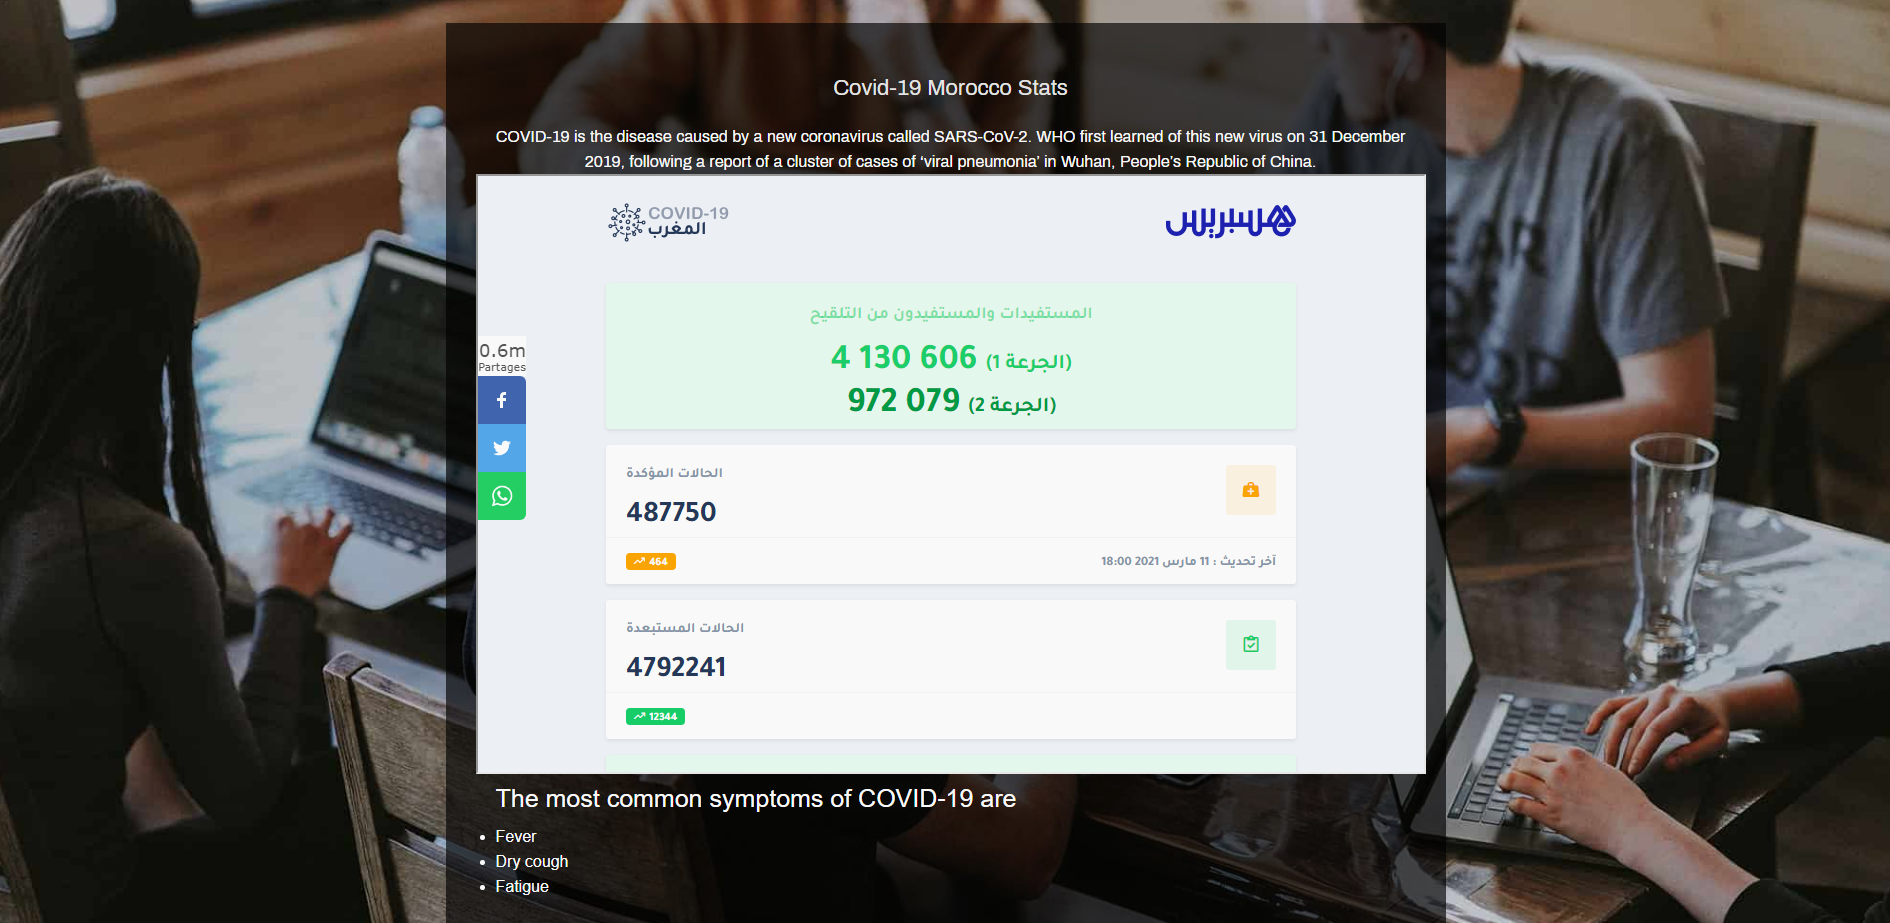 Covid-19 Morocco Stats
COVID-19 is the disease caused by a new coronavirus called SARS-CoV-2. WHO first learned of this new virus on 31 December
2019, following a report of a cluster of cases of ‘viral pneumonia’ in Wuhan, People’s Republic of China.
COVID-19
المغرب
هسبريس
المستفيدات والمستفيدون من التلقيح
4 130 606 (الجرعة 1)
972 079 (الجرعة 2)
0.6m
Partages
الحالات المؤكدة
487750
464
آخر تحديث : 11 مارس 2021 18:00
الحالات المستبعدة
4792241
12344
The most common symptoms of COVID-19 are
Fever
Dry cough
Fatigue